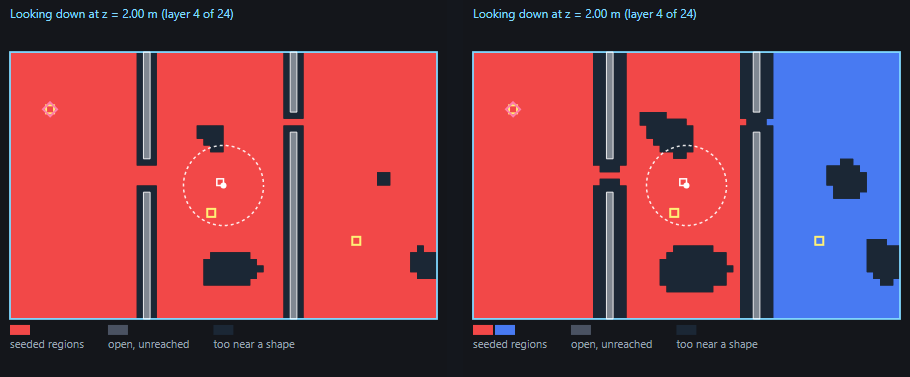 Looking down at z = 2.00 m (layer 4 of 24)
seeded regions
open, unreached
too near a shape
Looking down at z = 2.00 m (layer 4 of 24)
seeded regions
open, unreached
too near a shape